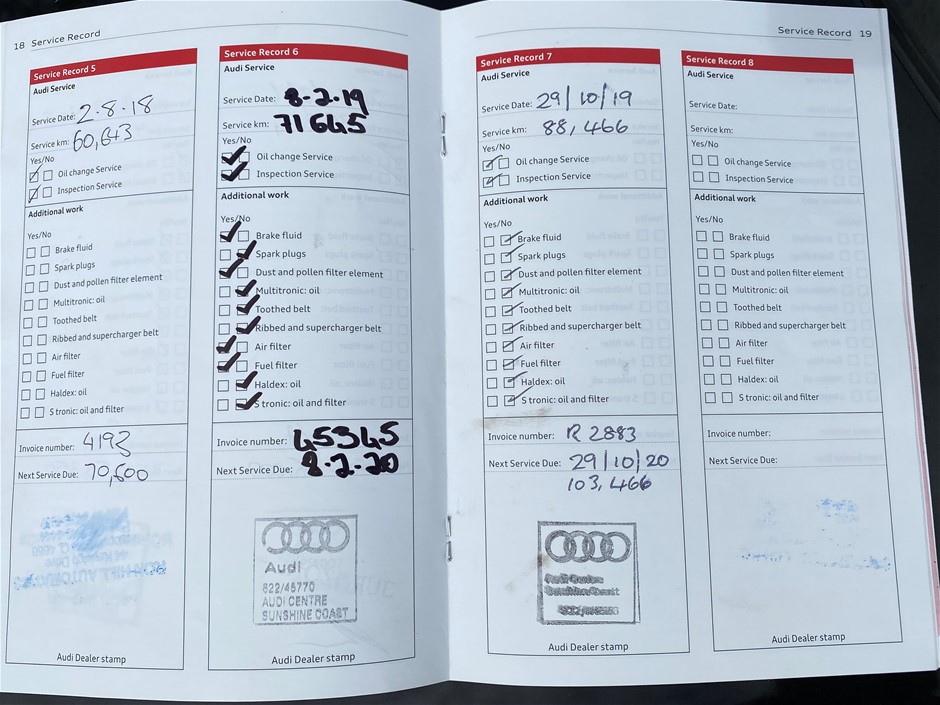 18 Service Record
Service Record 5
Audi Service
Service Date: 2.8.18
Service km: 60,643
Yes/No
Oil change Service
Inspection Service
Additional work
Yes/No
Brake fluid
Spark plugs
Dust and pollen filter element
Multitronic: oil
Toothed belt
Ribbed and supercharger belt
Air filter
Fuel filter
Haldex: oil
S tronic: oil and filter
Invoice number: 4193
Next Service Due: 70,600
Audi Dealer stamp
Service Record 6
Audi Service
Service Date: 8-2-19
Service km: 71645
Yes/No
Oil change Service
Inspection Service
Additional work
Yes/No
Brake fluid
Spark plugs
Dust and pollen filter element
Multitronic: oil
Toothed belt
Ribbed and supercharger belt
Air filter
Fuel filter
Haldex: oil
S tronic: oil and filter
Invoice number: 45345
Next Service Due: 8-2-20
Audi
822/45770
AUDI CENTRE
SUNSHINE COAST
Audi Dealer stamp
Service Record 19
Service Record 7
Audi Service
Service Date: 29/10/19
Service km: 88,466
Yes/No
Oil change Service
Inspection Service
Additional work
Yes/No
Brake fluid
Spark plugs
Dust and pollen filter element
Multitronic: oil
Toothed belt
Ribbed and supercharger belt
Air filter
Fuel filter
Haldex: oil
S tronic: oil and filter
Invoice number: R 2883
Next Service Due: 29/10/20
103,466
Audi Centre
Sunshine Coast
Audi Dealer stamp
Service Record 8
Audi Service
Service Date:
Service km:
Yes/No
Oil change Service
Inspection Service
Additional work
Yes/No
Brake fluid
Spark plugs
Dust and pollen filter element
Multitronic: oil
Toothed belt
Ribbed and supercharger belt
Air filter
Fuel filter
Haldex: oil
S tronic: oil and filter
Invoice number:
Next Service Due:
Audi Dealer stamp